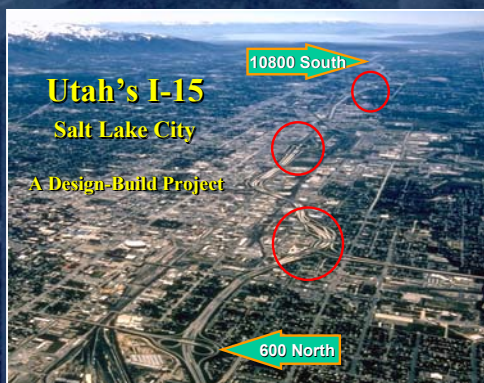 10800 South
Utah's I-15
Salt Lake City
A Design-Build Project
600 North